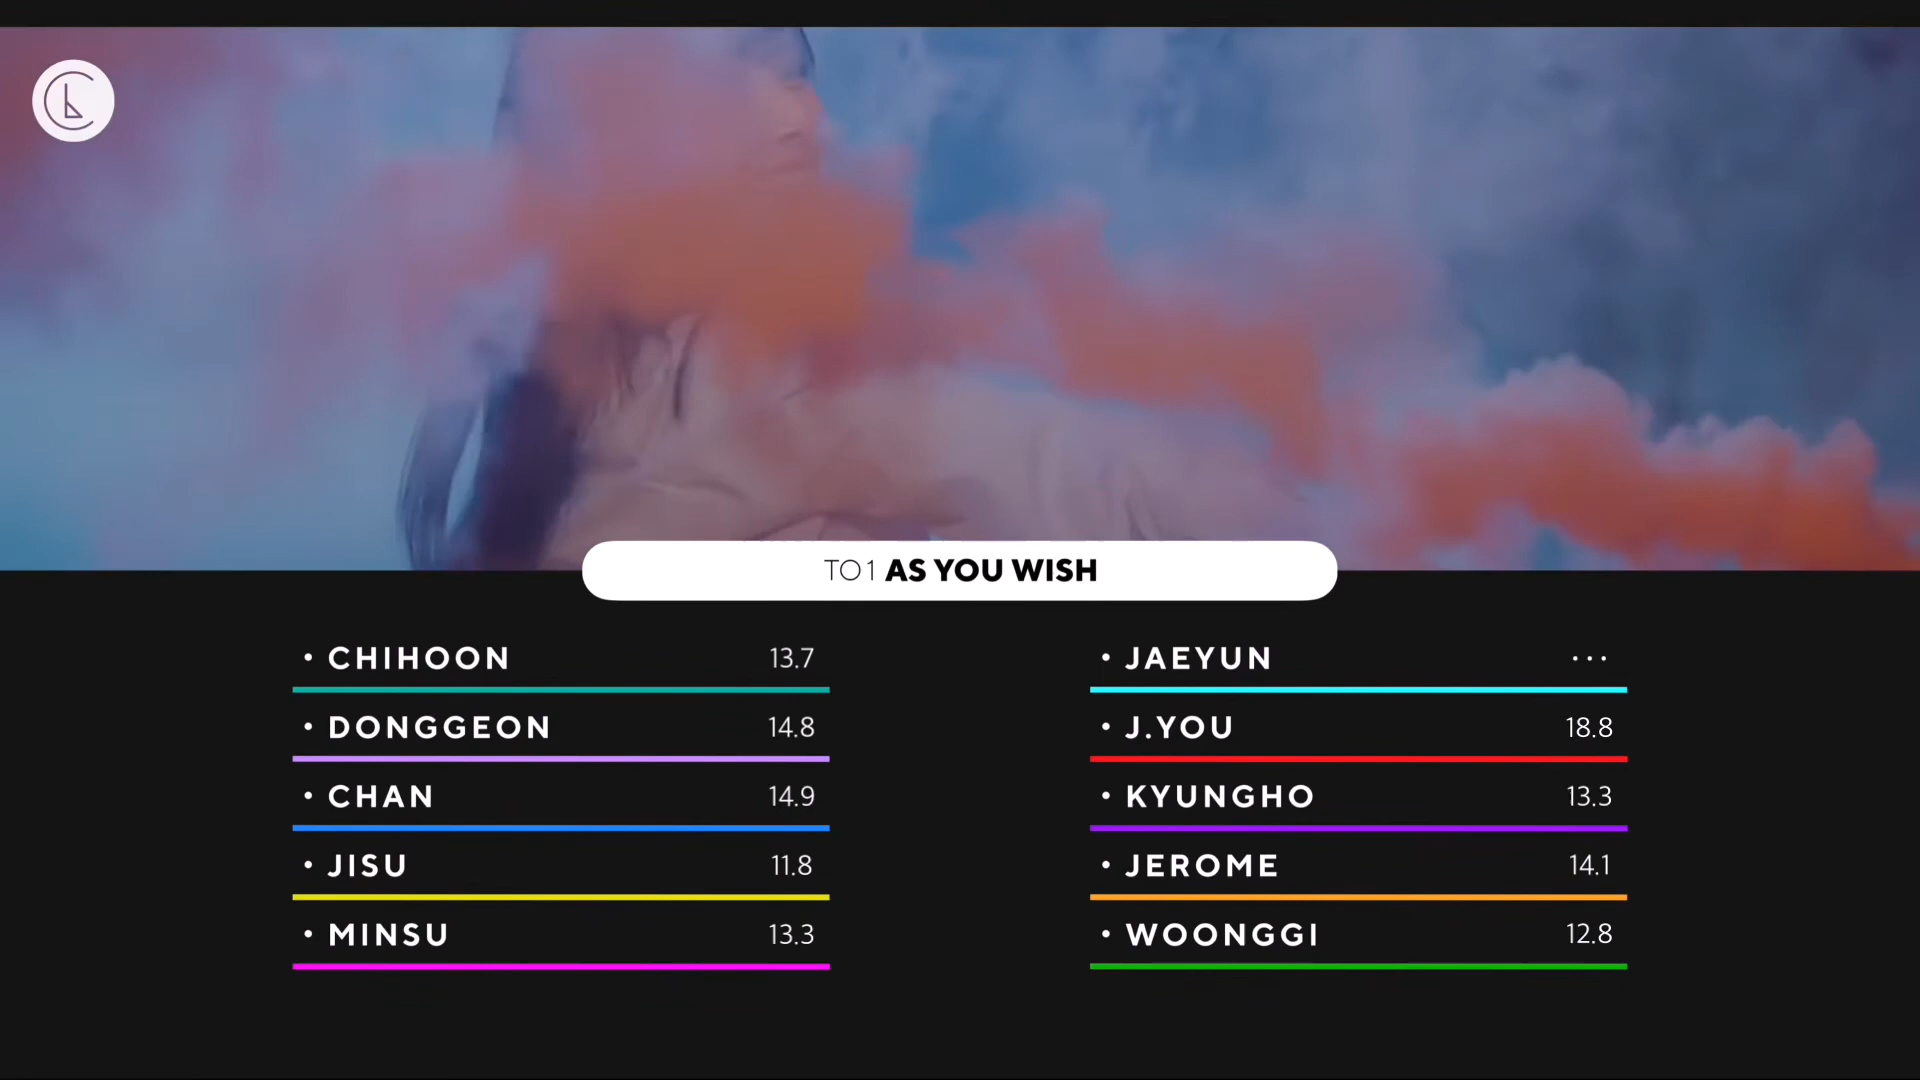 TO1 AS YOU WISH
• CHIHOON 13.7
• DONGGEON 14.8
• CHAN 14.9
• JISU 11.8
• MINSU 13.3
• JAEYUN ...
• J.YOU 18.8
• KYUNGHO 13.3
• JEROME 14.1
• WOONGGI 12.8